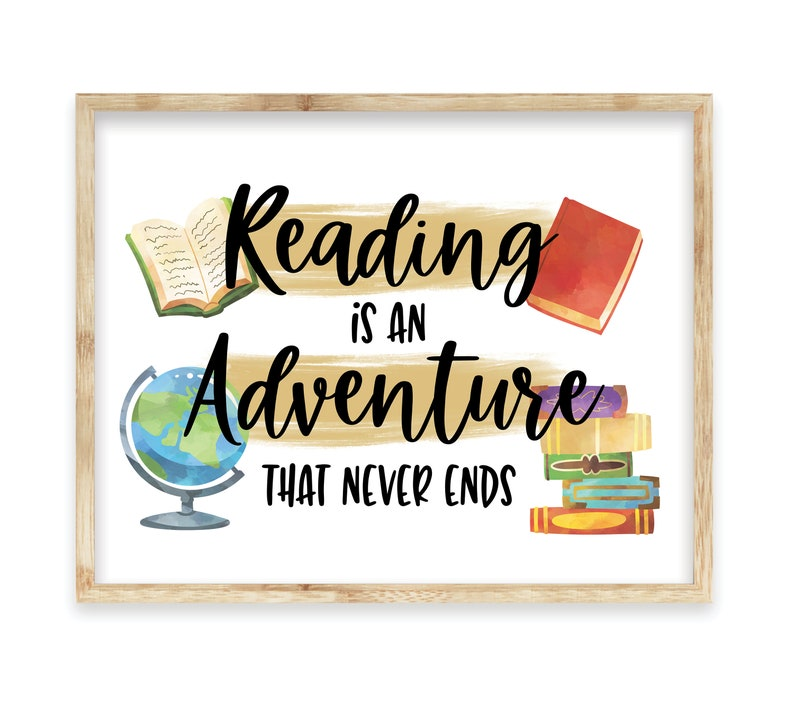 Reading
is an
Adventure
that never ends